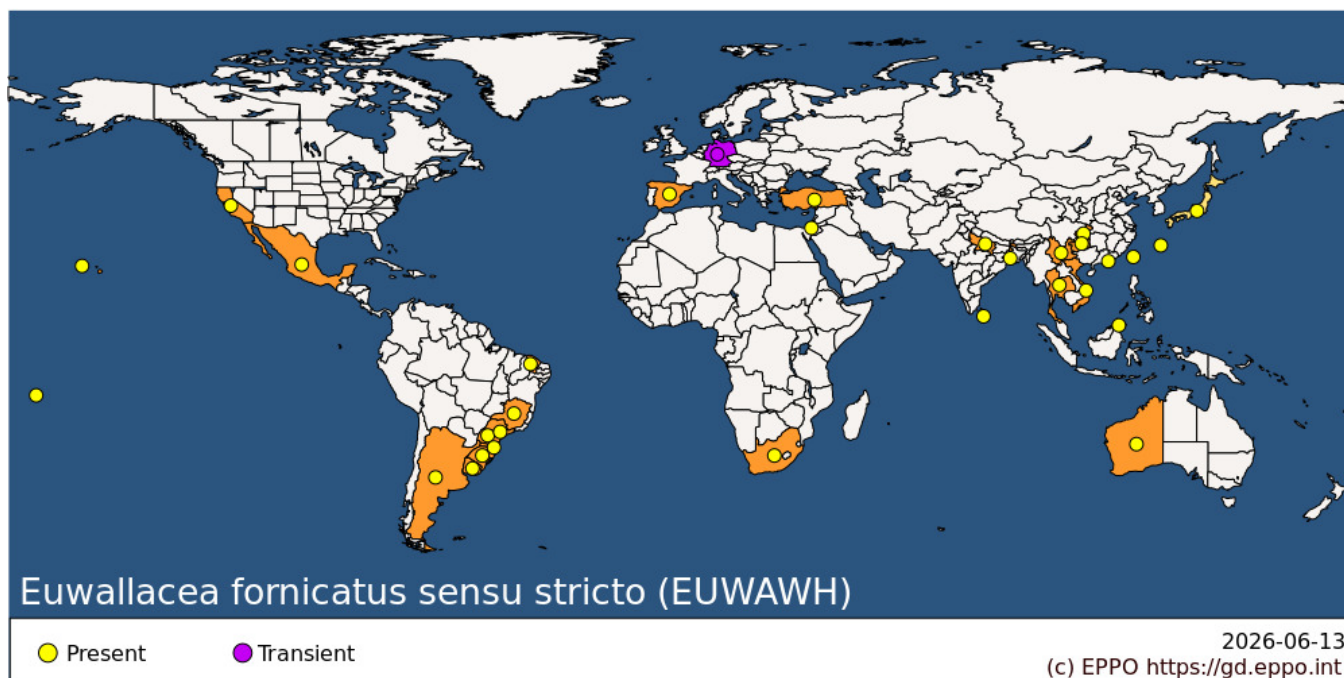 Euwallacea fornicatus sensu stricto (EUWAWH)
Present
Transient
2026-06-13
(c) EPPO https://gd.eppo.int